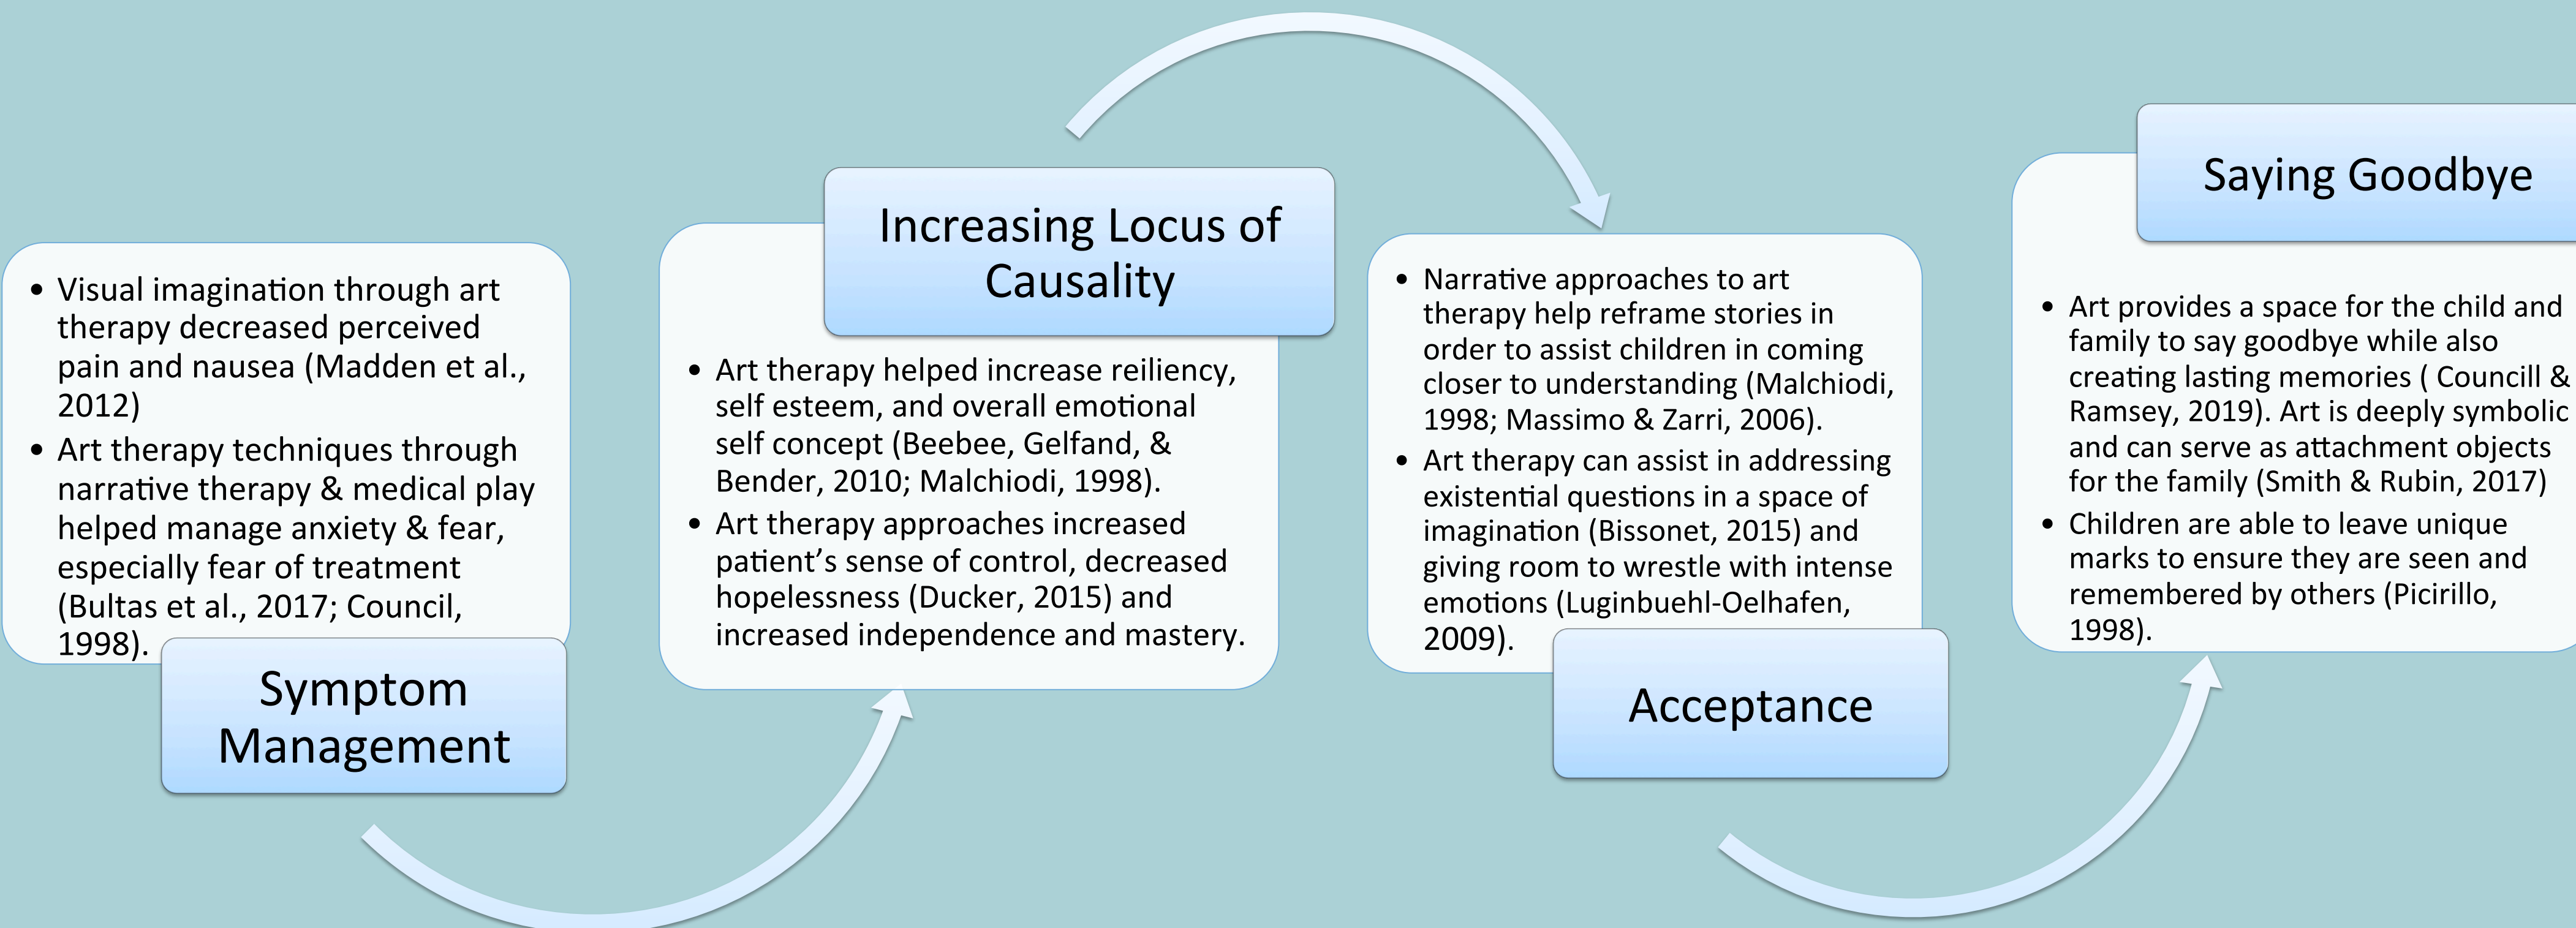 • Visual imagination through art
therapy decreased perceived
pain and nausea (Madden et al.,
2012)
• Art therapy techniques through
narrative therapy & medical play
helped manage anxiety & fear,
especially fear of treatment
(Bultas et al., 2017; Council,
1998).
Symptom
Management
Increasing Locus of
Causality
• Art therapy helped increase reiliency,
self esteem, and overall emotional
self concept (Beebee, Gelfand, &
Bender, 2010; Malchiodi, 1998).
• Art therapy approaches increased
patient’s sense of control, decreased
hopelessness (Ducker, 2015) and
increased independence and mastery.
• Narrative approaches to art
therapy help reframe stories in
order to assist children in coming
closer to understanding (Malchiodi,
1998; Massimo & Zarri, 2006).
• Art therapy can assist in addressing
existential questions in a space of
imagination (Bissonet, 2015) and
giving room to wrestle with intense
emotions (Luginbuehl-Oelhafen,
2009).
Acceptance
Saying Goodbye
• Art provides a space for the child and
family to say goodbye while also
creating lasting memories ( Councill &
Ramsey, 2019). Art is deeply symbolic
and can serve as attachment objects
for the family (Smith & Rubin, 2017)
• Children are able to leave unique
marks to ensure they are seen and
remembered by others (Picirillo,
1998).